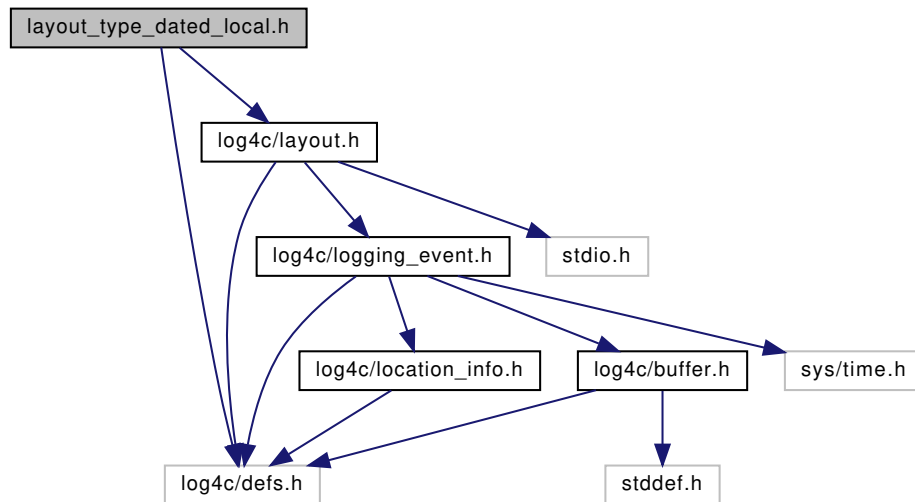 layout_type_dated_local.h
log4c/layout.h
log4c/logging_event.h
stdio.h
log4c/location_info.h
log4c/buffer.h
sys/time.h
log4c/defs.h
stddef.h